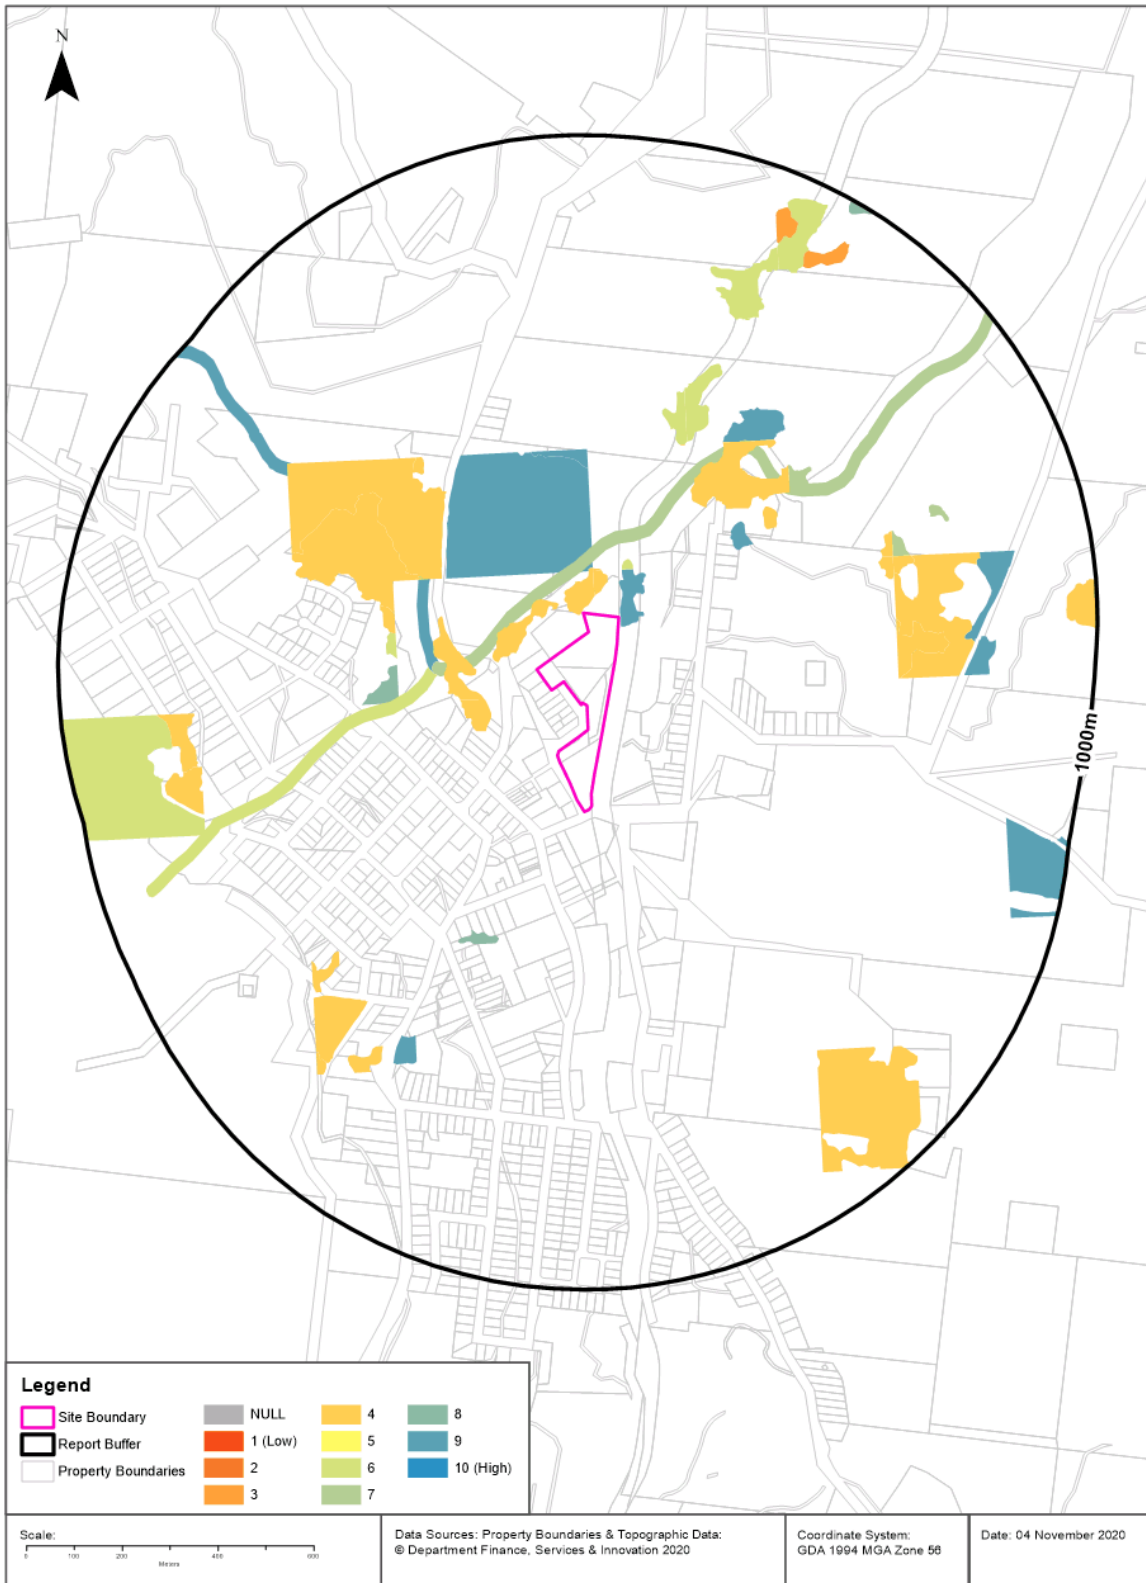 N
1000m
Legend
Site Boundary
Report Buffer
Property Boundaries
NULL
1 (Low)
2
3
4
5
6
7
8
9
10 (High)
Scale:
0 100 200 400 600
Meters
Data Sources: Property Boundaries & Topographic Data:
© Department Finance, Services & Innovation 2020
Coordinate System:
GDA 1994 MGA Zone 56
Date: 04 November 2020